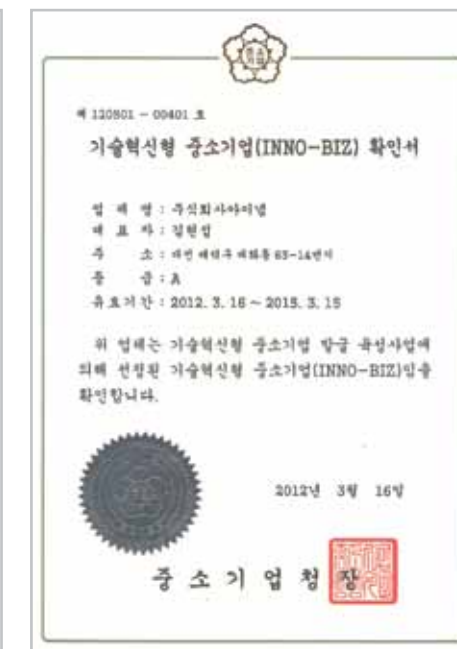 제 120801 - 00401 호
기술혁신형 중소기업(INNO-BIZ) 확인서
업 체 명 : 주식회사아이엠
대 표 자 :
주 소 : 대전 대덕구 대화동 63-14번지
등 급 : A
유효기간 : 2012. 3. 16 ~ 2015. 3. 15
위 업체는 기술혁신형 중소기업 발굴 육성사업에
의해 선정된 기술혁신형 중소기업(INNO-BIZ)임을
확인합니다.
2012년 3월 16일
중 소 기 업 청 장